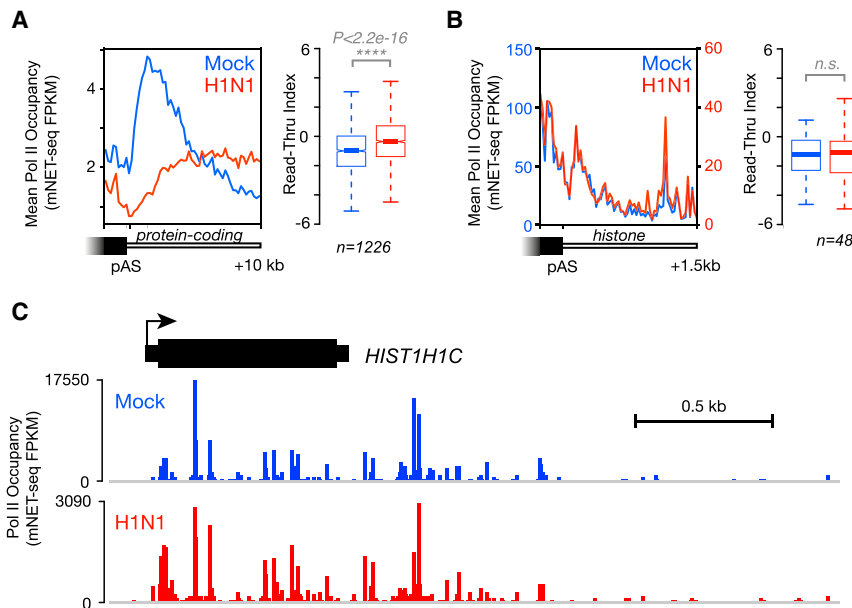 A
Mean Pol II Occupancy
(mNET-seq FPKM)
4
2
Mock
H1N1
protein-coding
pAS
+10 kb
P<2.2e-16
****
Read-Thru Index
6
0
-6
n=1226
B
Mean Pol II Occupancy
(mNET-seq FPKM)
150
100
50
0
Mock
H1N1
60
40
20
0
histone
pAS
+1.5kb
n.s.
Read-Thru Index
6
0
-6
n=48
C
HIST1H1C
Pol II Occupancy
(mNET-seq FPKM)
17550
Mock
0
0.5 kb
3090
H1N1
0